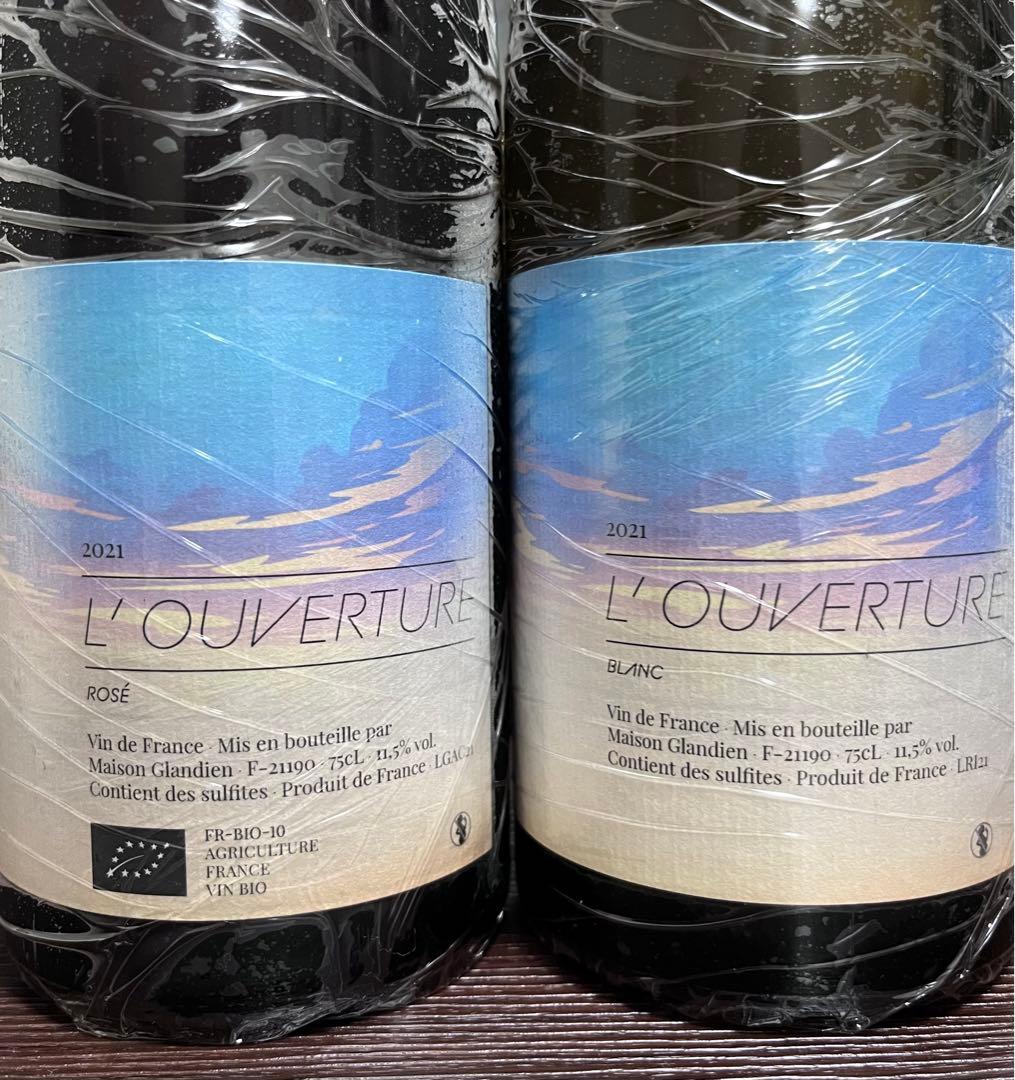 2021
L' OUVERTURE
ROSÉ
Vin de France · Mis en bouteille par
Maison Glandien · F-21190 · 75cL · 11,5% vol.
Contient des sulfites · Produit de France · LGAC21
FR-BIO-10
AGRICULTURE
FRANCE
VIN BIO
2021
L' OUVERTURE
BLANC
Vin de France · Mis en bouteille par
Maison Glandien · F-21190 · 75cL · 11,5% vol.
Contient des sulfites · Produit de France · LRI21